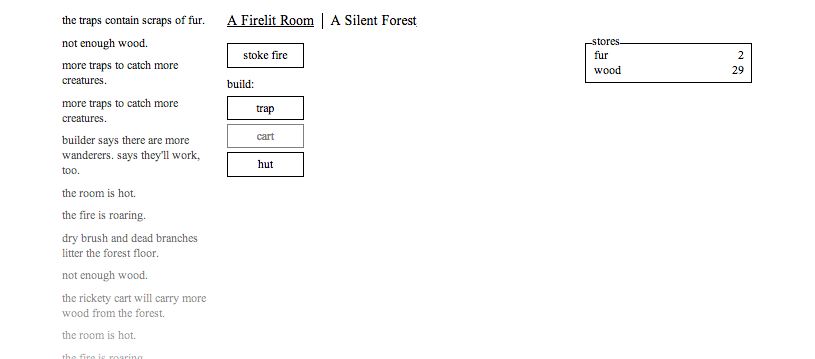 the traps contain scraps of fur.
not enough wood.
more traps to catch more
creatures.
more traps to catch more
creatures.
builder says there are more
wanderers. says they'll work,
too.
the room is hot.
the fire is roaring.
dry brush and dead branches
litter the forest floor.
not enough wood.
the rickety cart will carry more
wood from the forest.
the room is hot.
the fire is roaring.
A Firelit Room | A Silent Forest
stoke fire
build:
trap
cart
hut
stores
fur 2
wood 29